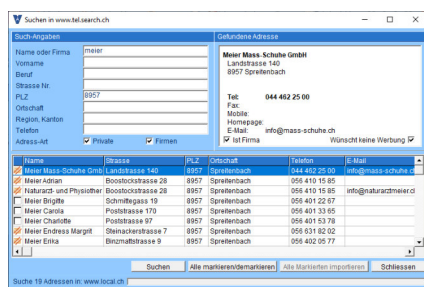 Suchen in www.tel.search.ch
Such-Angaben
Name oder Firma meier
Vorname
Beruf
Strasse Nr.
PLZ 8957
Ortschaft
Region, Kanton
Telefon
Adress-Art Private Firmen
Gefundene Adresse
Meier Mass-Schuhe GmbH
Landstrasse 140
8957 Spreitenbach
Tel: 044 462 25 00
Fax:
Mobile:
Homepage:
E-Mail: info@mass-schuhe.ch
Ist Firma Wünscht keine Werbung
Name Strasse PLZ Ortschaft Telefon E-Mail
Meier Mass-Schuhe Gmb Landstrasse 140 8957 Spreitenbach 044 462 25 00 info@mass-schuhe.c
Meier Adrian Boostockstrasse 28 8957 Spreitenbach 056 410 15 85
Naturarzt- und Physiother Boostockstrasse 28 8957 Spreitenbach 056 410 15 85 info@naturarztmeier.cl
Meier Brigitte Schmittegass 19 8957 Spreitenbach 056 401 22 67
Meier Carola Poststrasse 170 8957 Spreitenbach 056 401 33 65
Meier Charlotte Poststrasse 97 8957 Spreitenbach 056 401 53 78
Meier Endress Margrit Steinackerstrasse 7 8957 Spreitenbach 056 631 82 02
Meier Erika Binzmattstrasse 9 8957 Spreitenbach 056 402 05 77
Suchen Alle markieren/demarkieren Alle Markierten importieren Schliessen
Suche 19 Adressen in: www.local.ch